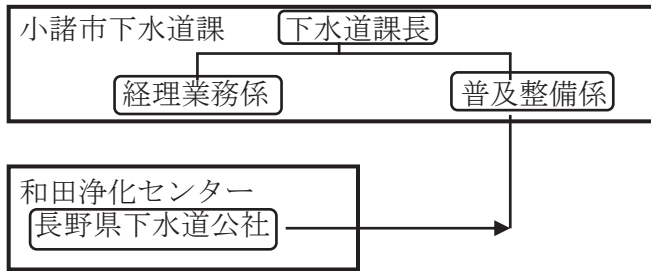 小諸市下水道課
下水道課長
経理業務係
普及整備係
和田浄化センター
長野県下水道公社